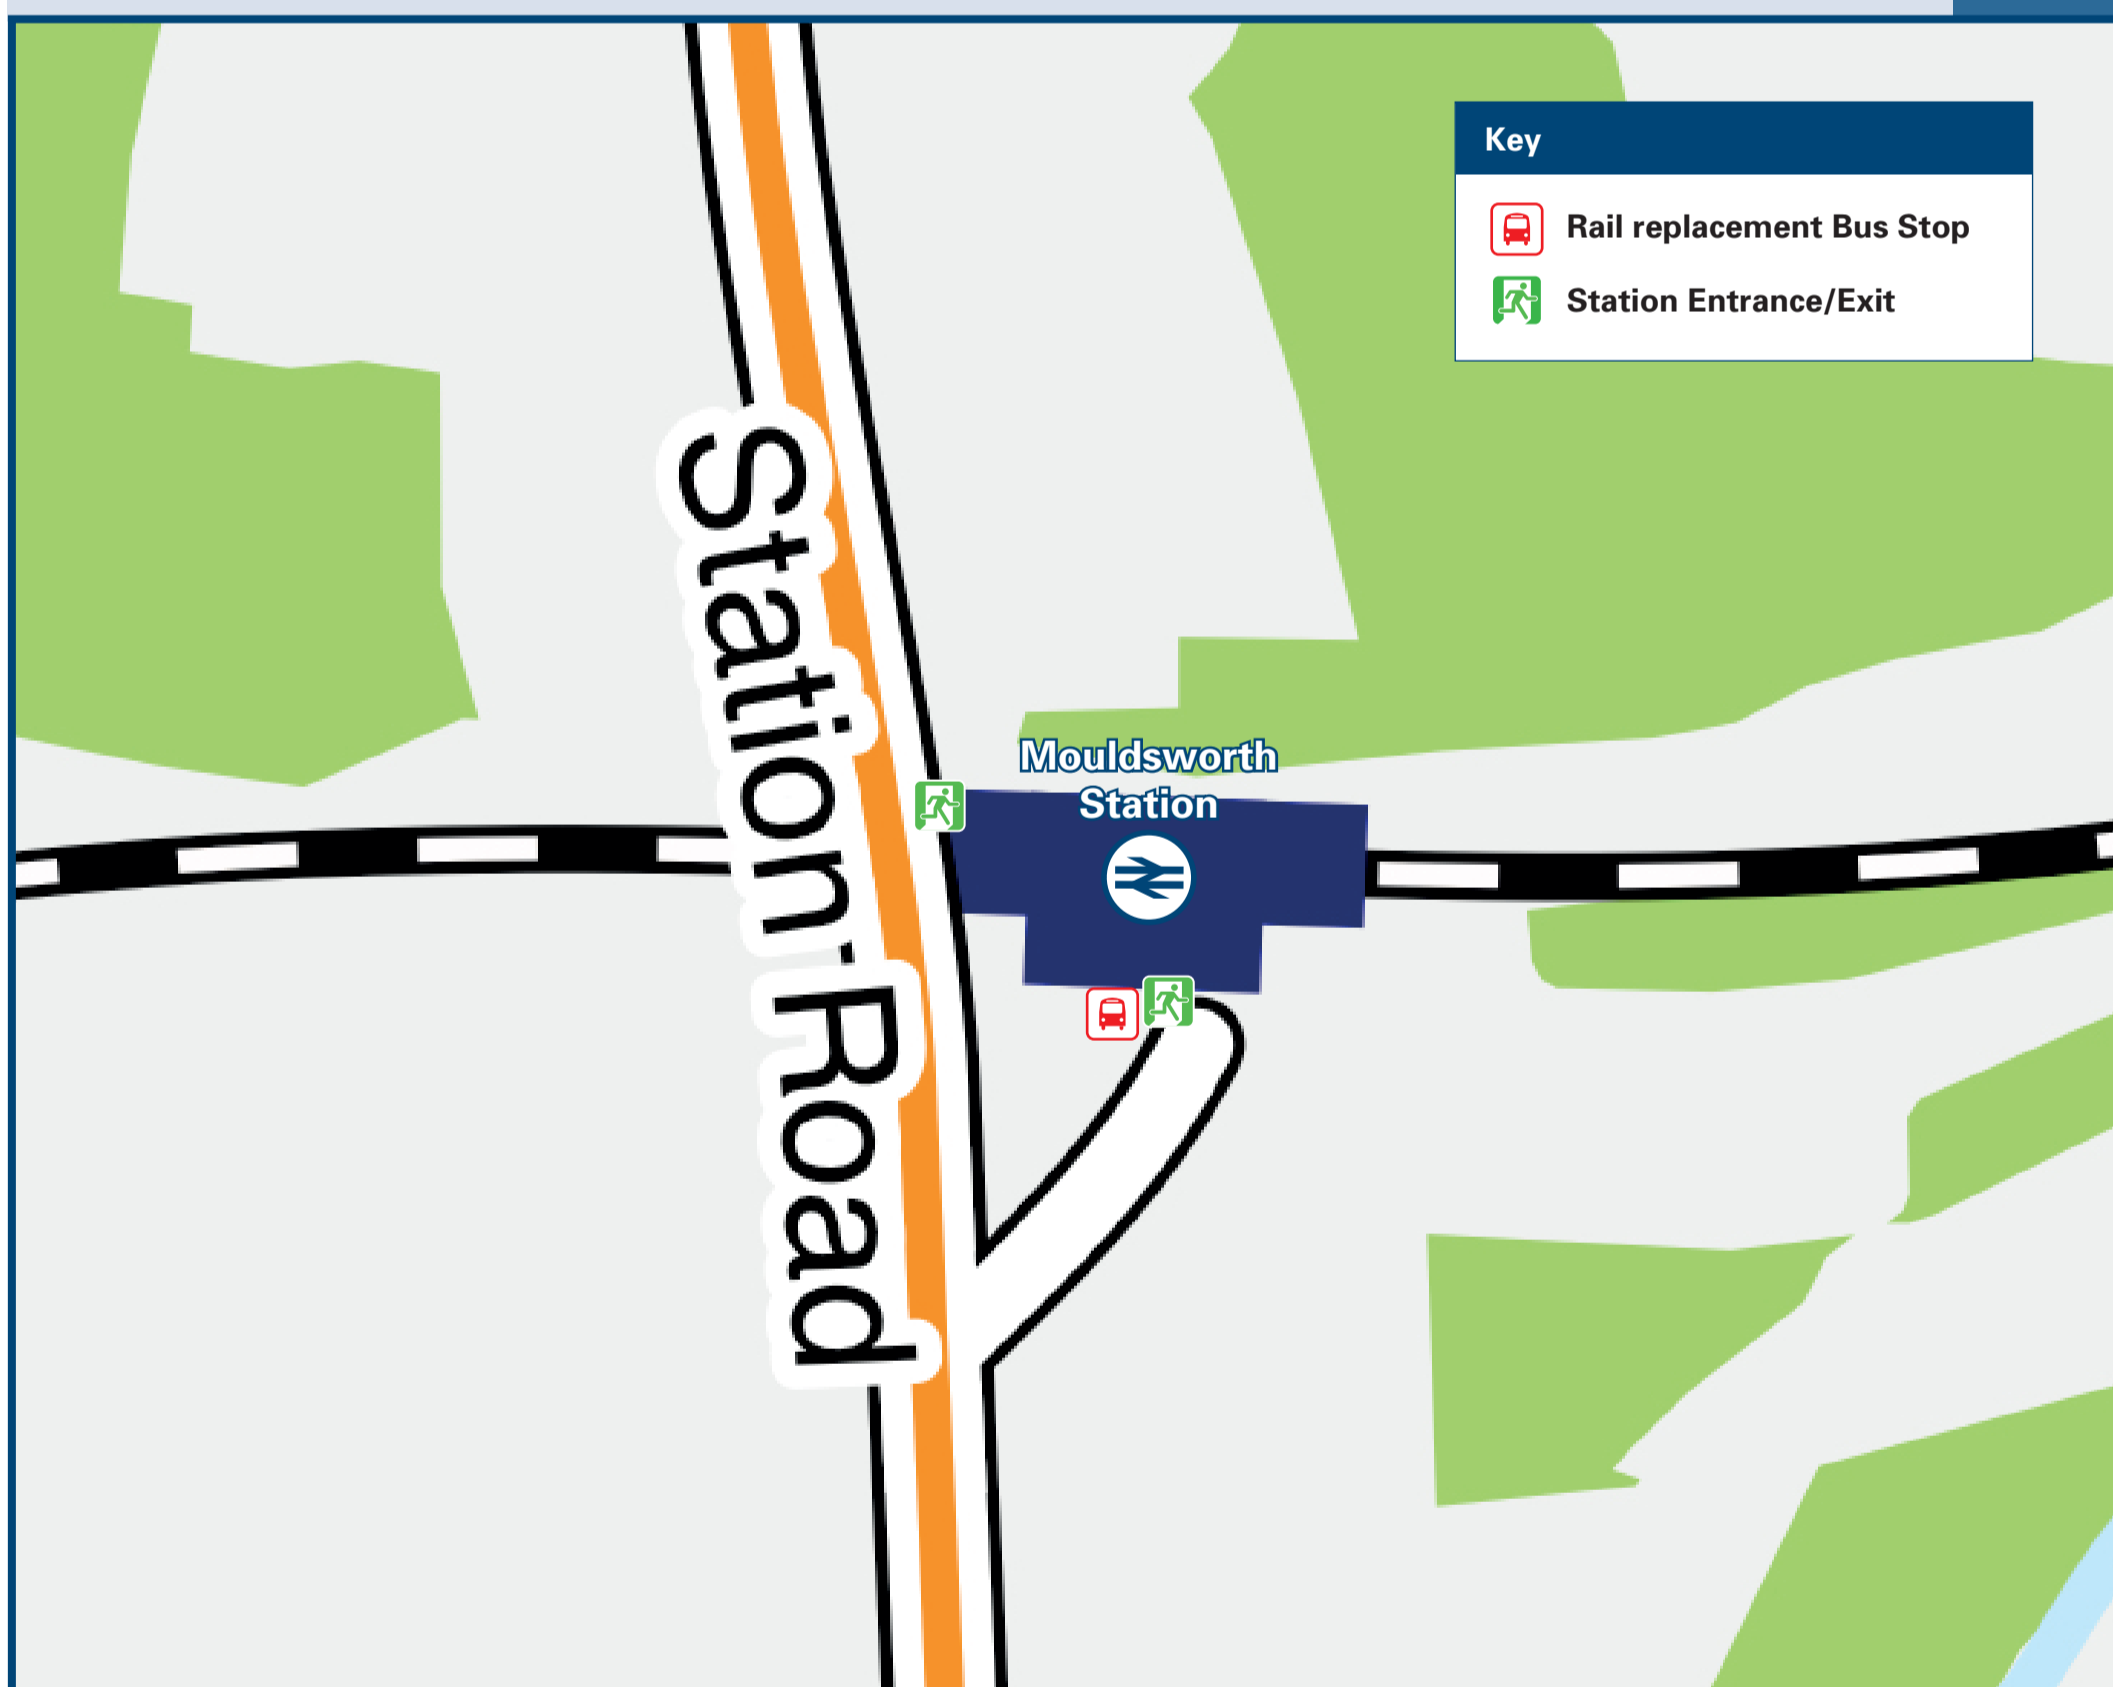 Key
Rail replacement Bus Stop
Station Entrance/Exit
Station Road
Mouldsworth
Station